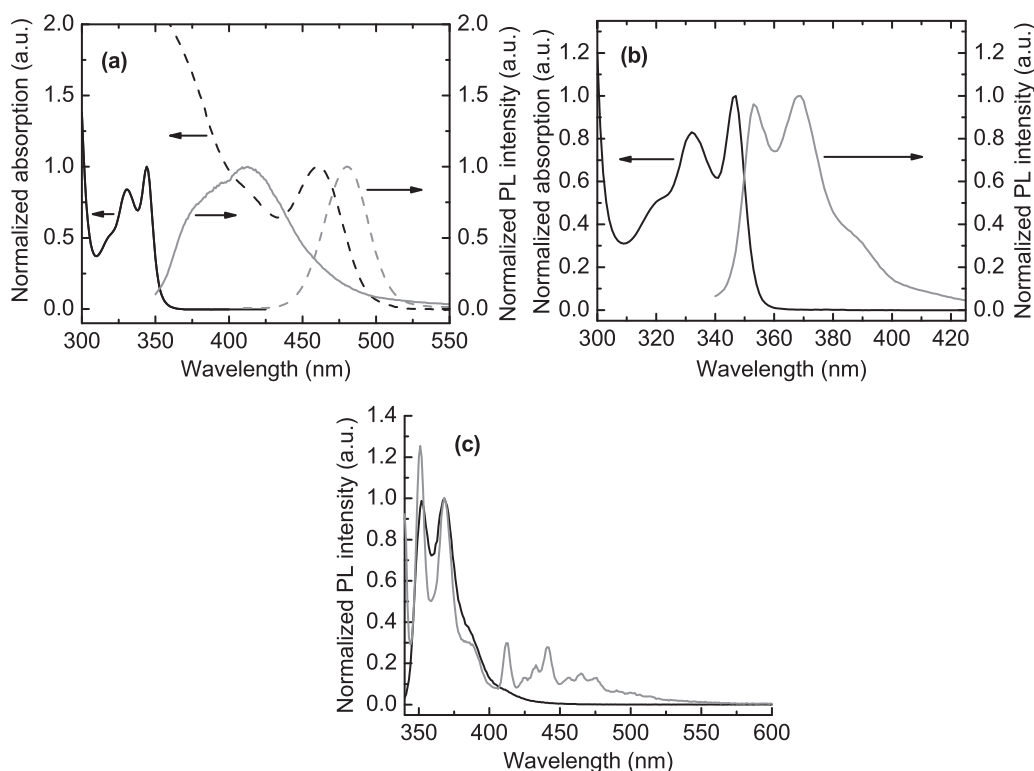 (a)
Normalized absorption (a.u.)
2.0
1.5
1.0
0.5
0.0
300 350 400 450 500 550
Wavelength (nm)
2.0
1.5
1.0
0.5
0.0
Normalized PL intensity (a.u.)
(b)
Normalized absorption (a.u.)
1.2
1.0
0.8
0.6
0.4
0.2
0.0
300 320 340 360 380 400 420
Wavelength (nm)
1.2
1.0
0.8
0.6
0.4
0.2
0.0
Normalized PL intensity (a.u.)
(c)
Normalized PL intensity (a.u.)
1.4
1.2
1.0
0.8
0.6
0.4
0.2
0.0
350 400 450 500 550 600
Wavelength (nm)